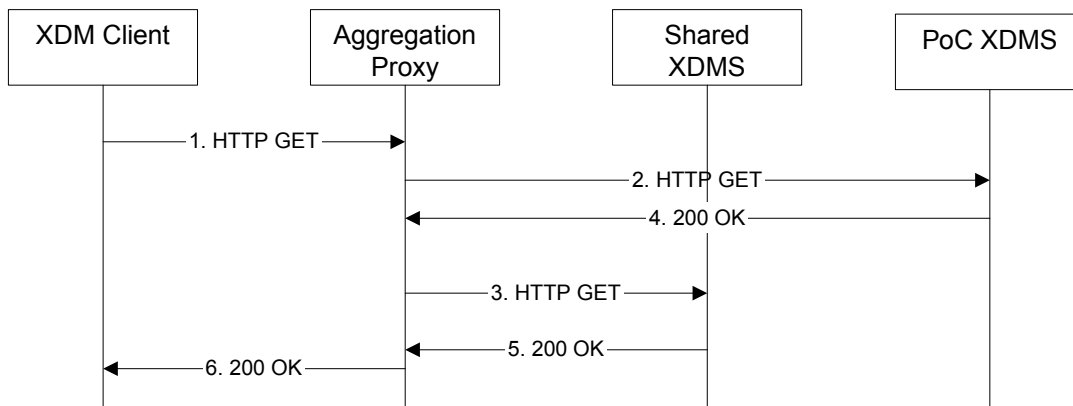 XDM Client
Aggregation
Proxy
Shared
XDMS
PoC XDMS
1. HTTP GET
2. HTTP GET
4. 200 OK
3. HTTP GET
5. 200 OK
6. 200 OK